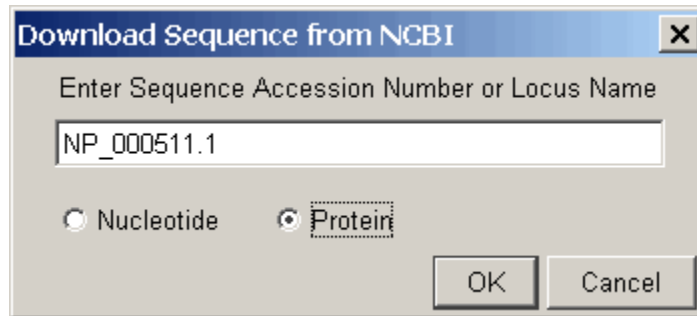 Download Sequence from NCBI
Enter Sequence Accession Number or Locus Name
NP_000511.1
Nucleotide Protein
OK Cancel